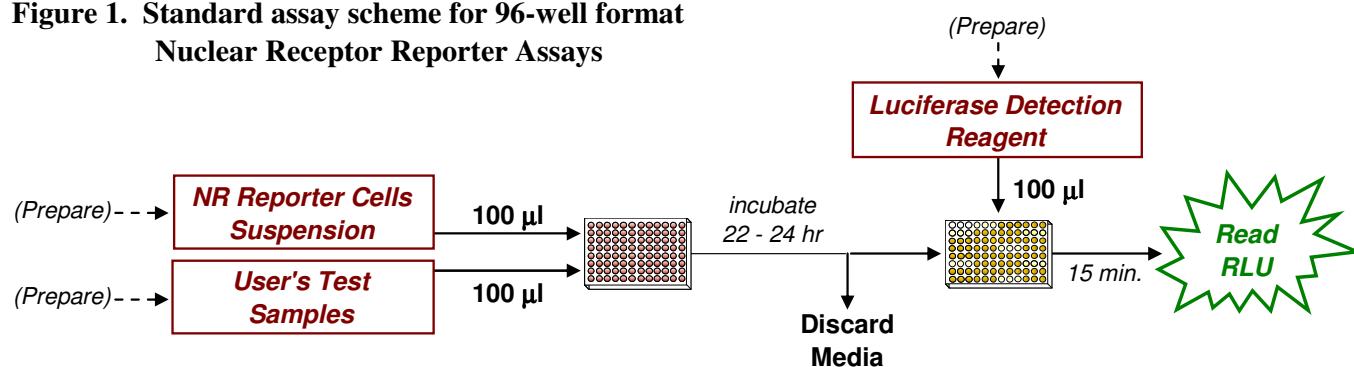 Figure 1. Standard assay scheme for 96-well format
Nuclear Receptor Reporter Assays
(Prepare)
Luciferase Detection
Reagent
100 µl
(Prepare)
NR Reporter Cells
Suspension
100 µl
(Prepare)
User's Test
Samples
100 µl
incubate
22 - 24 hr
Discard
Media
15 min.
Read
RLU